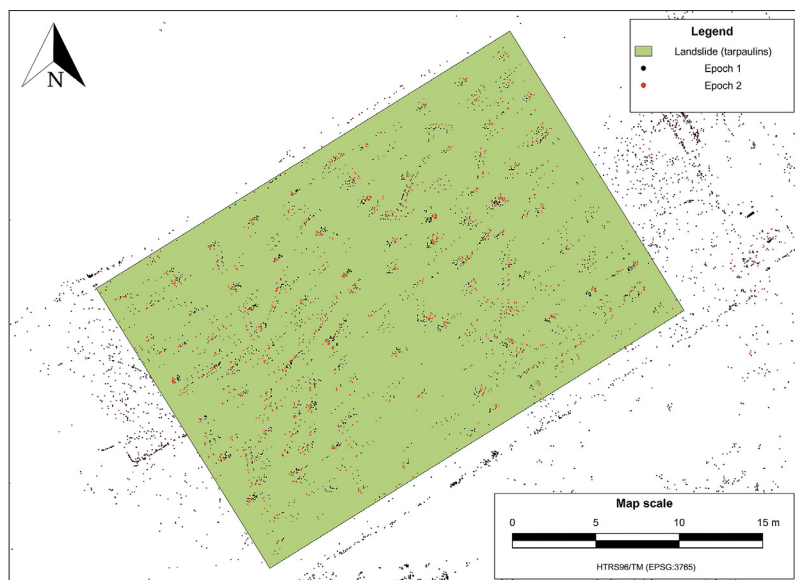 N
Legend
Landslide (tarpaulins)
Epoch 1
Epoch 2
Map scale
0 5 10 15 m
HTRS96/TM (EPSG:3765)